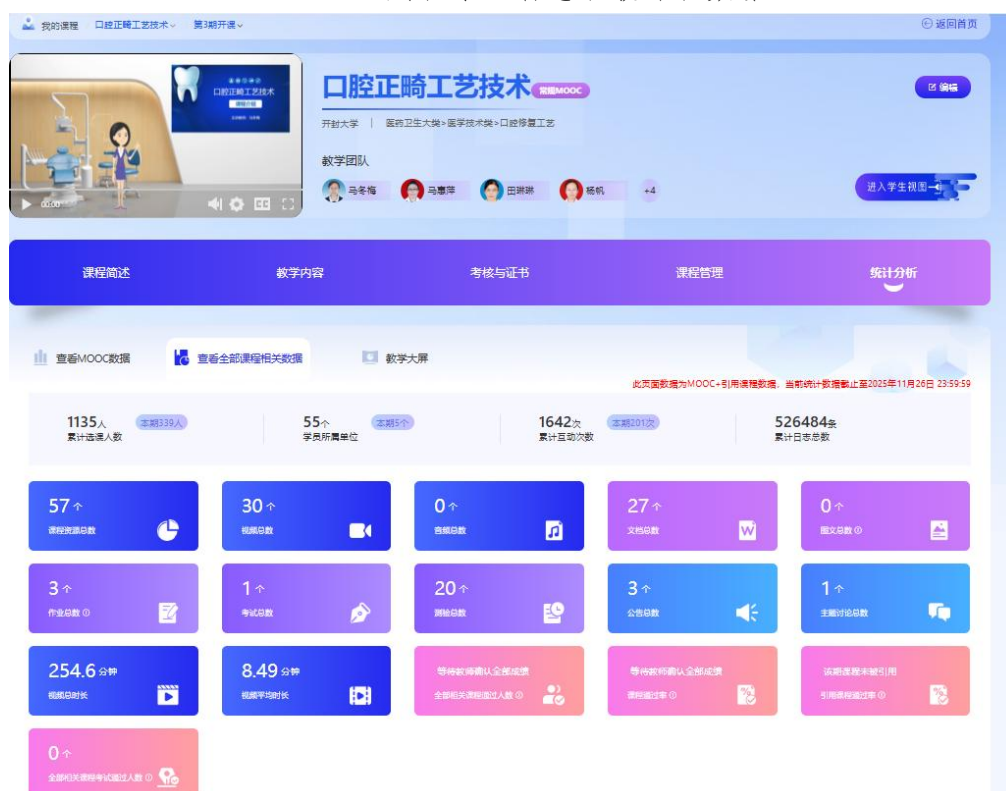 我的课程 口腔正畸工艺技术 第3期开课 返回首页
口腔正畸工艺技术
课程介绍
00:00
CC
口腔正畸工艺技术 常规MOOC
编辑
开封大学 | 医药卫生大类>医学技术类>口腔修复工艺
教学团队
马冬梅 马惠萍 田琳琳 杨帆 +4
进入学生视图
课程简述 教学内容 考核与证书 课程管理 统计分析
查看MOOC数据 查看全部课程相关数据 教学大屏
此页面数据为MOOC+引用课程数据，当前统计数据截止至2025年11月26日 23:59:59
1135人 本期339人 55个 本期5个 1642次 本期201次 526484条
累计选课人数 学员所属单位 累计互动次数 累计日志总数
57个 30个 0个 27个 0个
课程资源总数 视频总数 音频总数 文档总数 图文总数
3个 1个 20个 3个 1个
作业总数 考试总数 测验总数 公告总数 主题讨论总数
254.6分钟 8.49分钟 等待教师确认全部成绩 等待教师确认全部成绩 该期课程未被引用
视频总时长 视频平均时长 全部相关课程通过人数 课程通过率 引用课程通过率
0个
全部相关课程考试通过人数